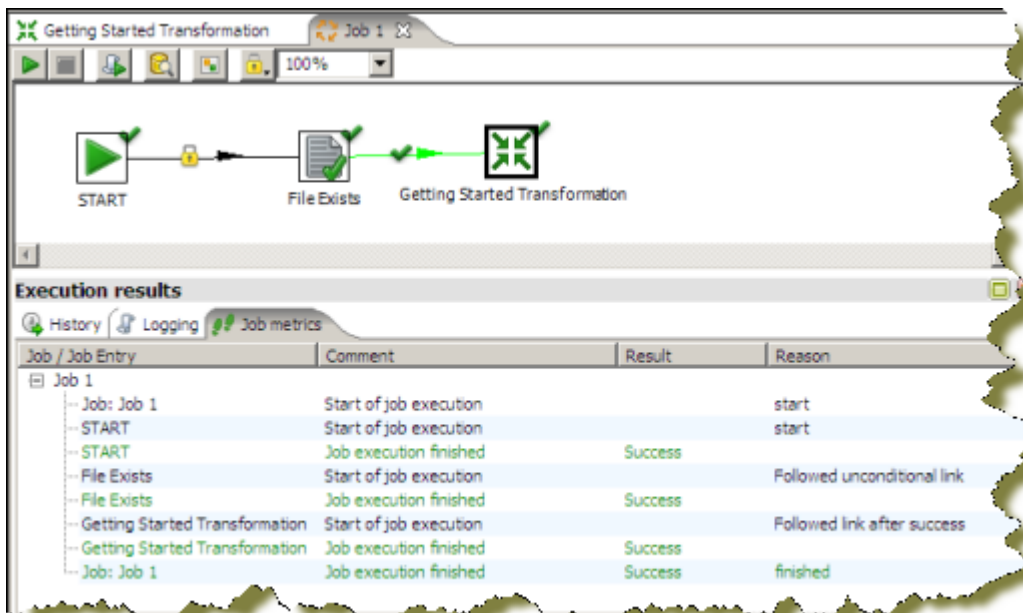 Getting Started Transformation Job 1
100%
START File Exists Getting Started Transformation
Execution results
History Logging Job metrics
Job / Job Entry Comment Result Reason
Job 1
Job: Job 1 Start of job execution start
START Start of job execution start
START Job execution finished Success
File Exists Start of job execution Followed unconditional link
File Exists Job execution finished Success
Getting Started Transformation Start of job execution Followed link after success
Getting Started Transformation Job execution finished Success
Job: Job 1 Job execution finished Success finished